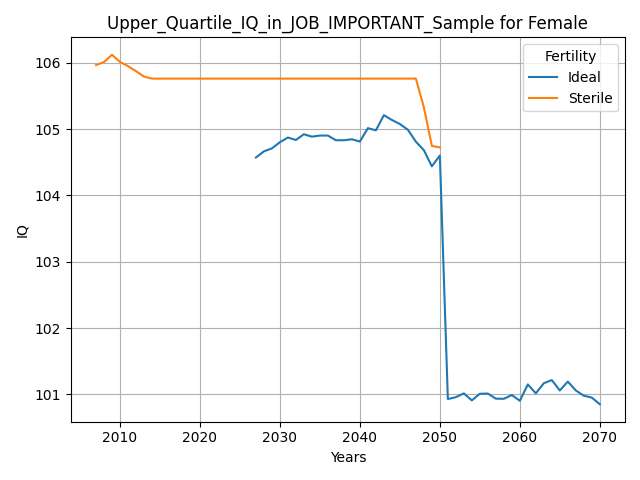 Upper_Quartile_IQ_in_JOB_IMPORTANT_Sample for Female
Fertility
Ideal
Sterile
106
105
104
103
102
101
IQ
2010 2020 2030 2040 2050 2060 2070
Years